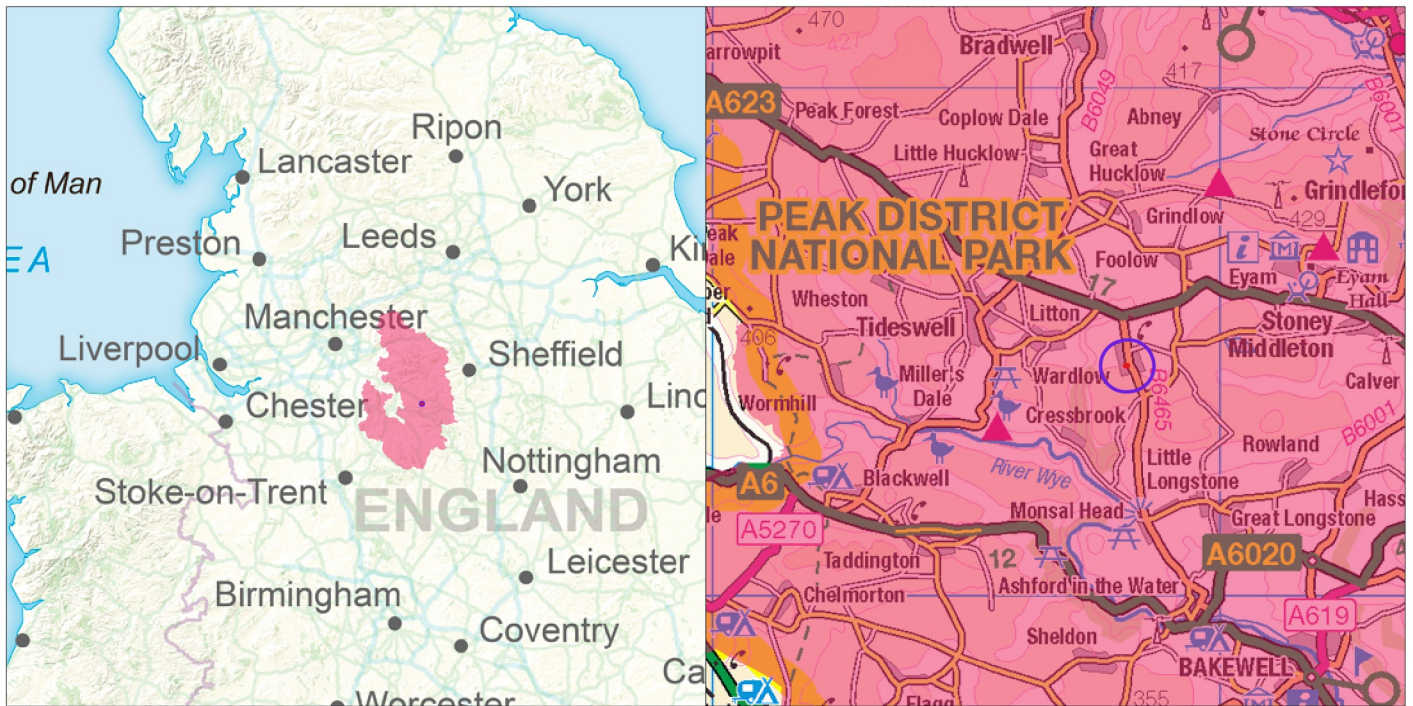 Ripon
Lancaster
of Man
York
Preston
Leeds
EA
Manchester
Liverpool
Sheffield
Chester
Nottingham
Stoke-on-Trent
ENGLAND
Leicester
Birmingham
Coventry
Worcester
470
427
arrowpit
Bradwell
417
B6049
B6001
A623
Peak Forest
Coplow Dale
Abney
Stone Circle
Little Hucklow
Great
Hucklow
Grindlefor
PEAK DISTRICT
NATIONAL PARK
Grindlow
429
eak
ale
Foolow
Eyam
Eyam
Hall
17
Wheston
Litton
Tideswell
Stoney
Middleton
406
Miller's
Dale
Wardlow
B6465
Calver
Wormhill
Cressbrook
B6001
Rowland
River Wye
Little
Longstone
A6
Blackwell
Monsal Head
Hass
Great Longstone
A5270
le
A6020
Taddington
12
Ashford in the Water
Chelmorton
A619
Sheldon
BAKEWELL
355
Flagg